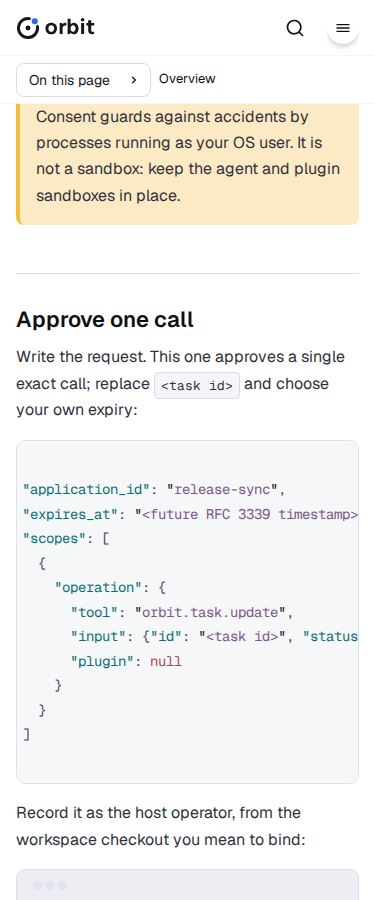 orbit
On this page
Overview
Consent guards against accidents by
processes running as your OS user. It is
not a sandbox: keep the agent and plugin
sandboxes in place.
Approve one call
Write the request. This one approves a single
exact call; replace <task id> and choose
your own expiry:
"application_id": "release-sync",
"expires_at": "<future RFC 3339 timestamp>
"scopes": [
{
"operation": {
"tool": "orbit.task.update",
"input": {"id": "<task id>", "status
"plugin": null
}
}
]
Record it as the host operator, from the
workspace checkout you mean to bind: